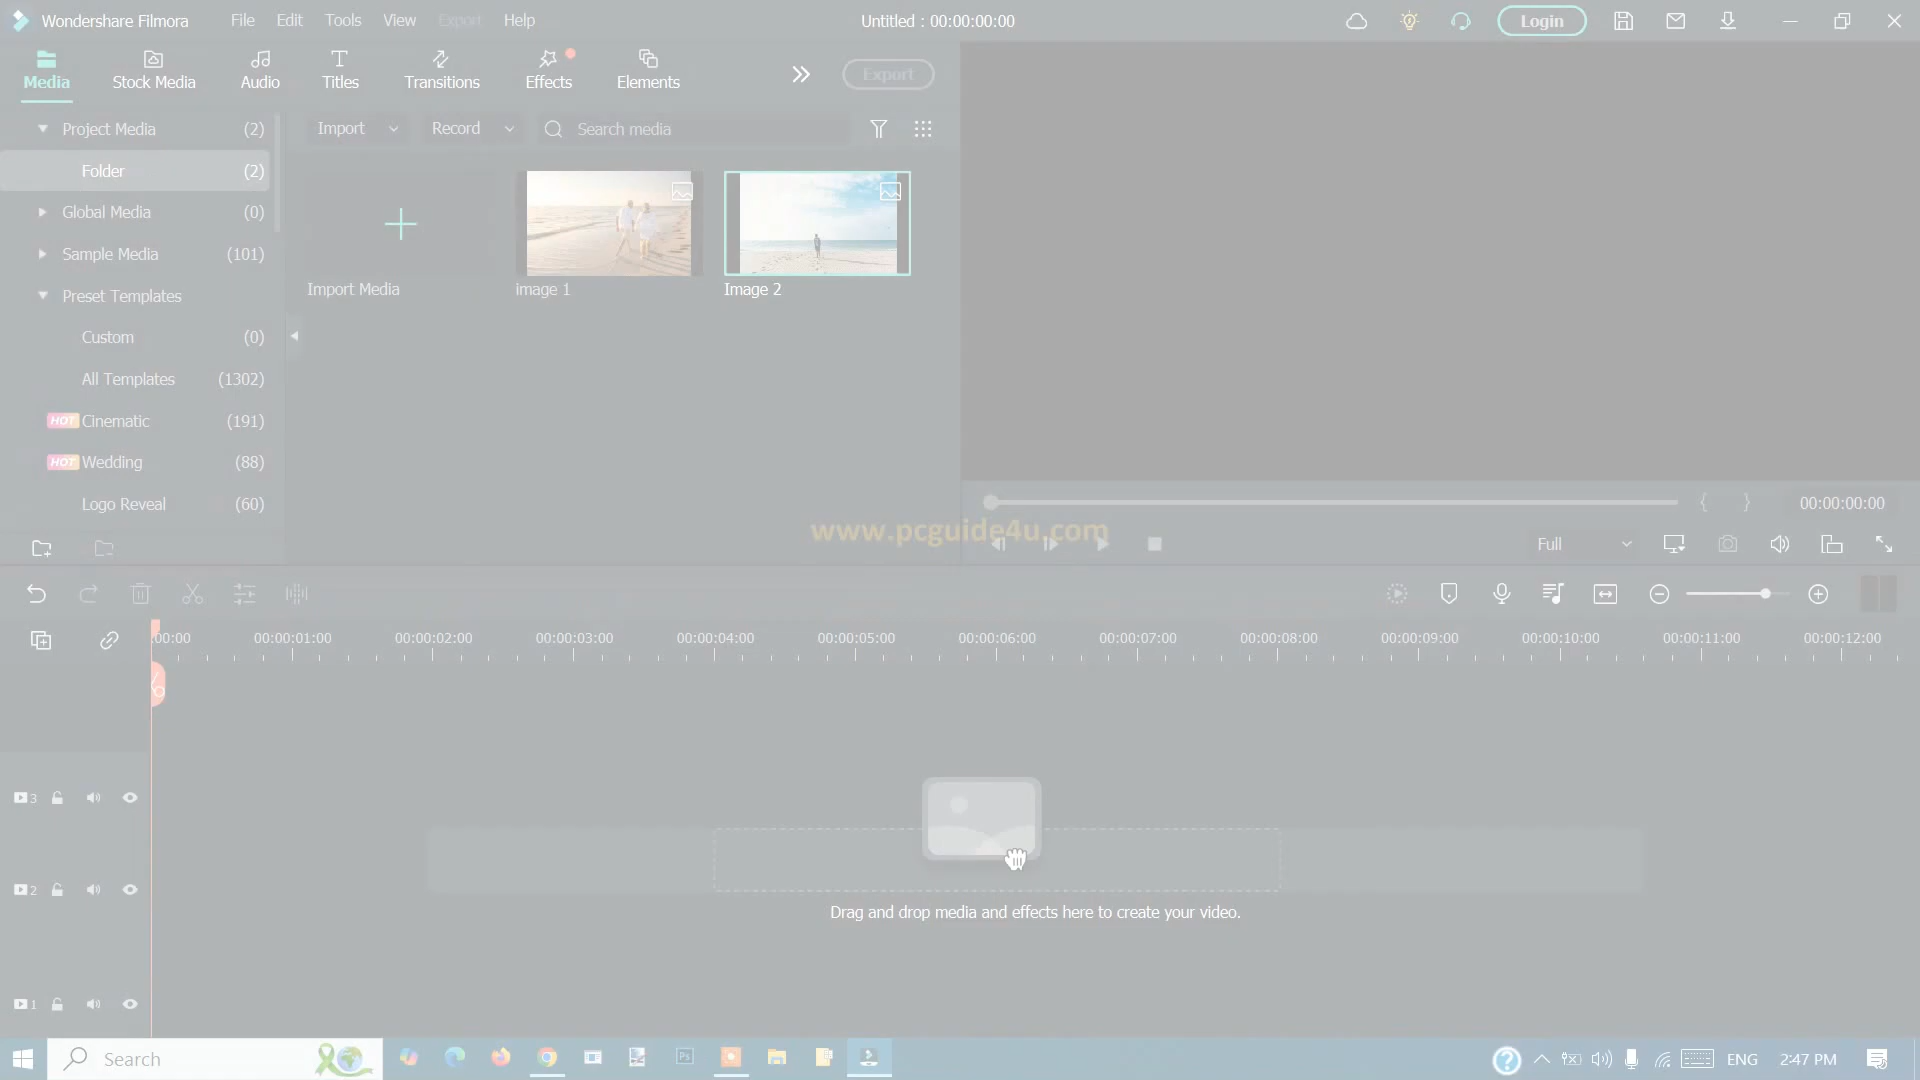 Wondershare Filmora File Edit Tools View Export Help Untitled : 00:00:00:00 Login
Media Stock Media Audio Titles Transitions Effects Elements Export
Project Media (2)
Import Record Search media
Folder (2)
Global Media (0)
Sample Media (101)
Import Media image 1 Image 2
Preset Templates
Custom (0)
All Templates (1302)
HOT Cinematic (191)
HOT Wedding (88)
Logo Reveal (60)
{ } 00:00:00:00
www.pcguide4u.com
Full
:00:00 00:00:01:00 00:00:02:00 00:00:03:00 00:00:04:00 00:00:05:00 00:00:06:00 00:00:07:00 00:00:08:00 00:00:09:00 00:00:10:00 00:00:11:00 00:00:12:00
3
2
Drag and drop media and effects here to create your video.
1
Search Ps ENG 2:47 PM